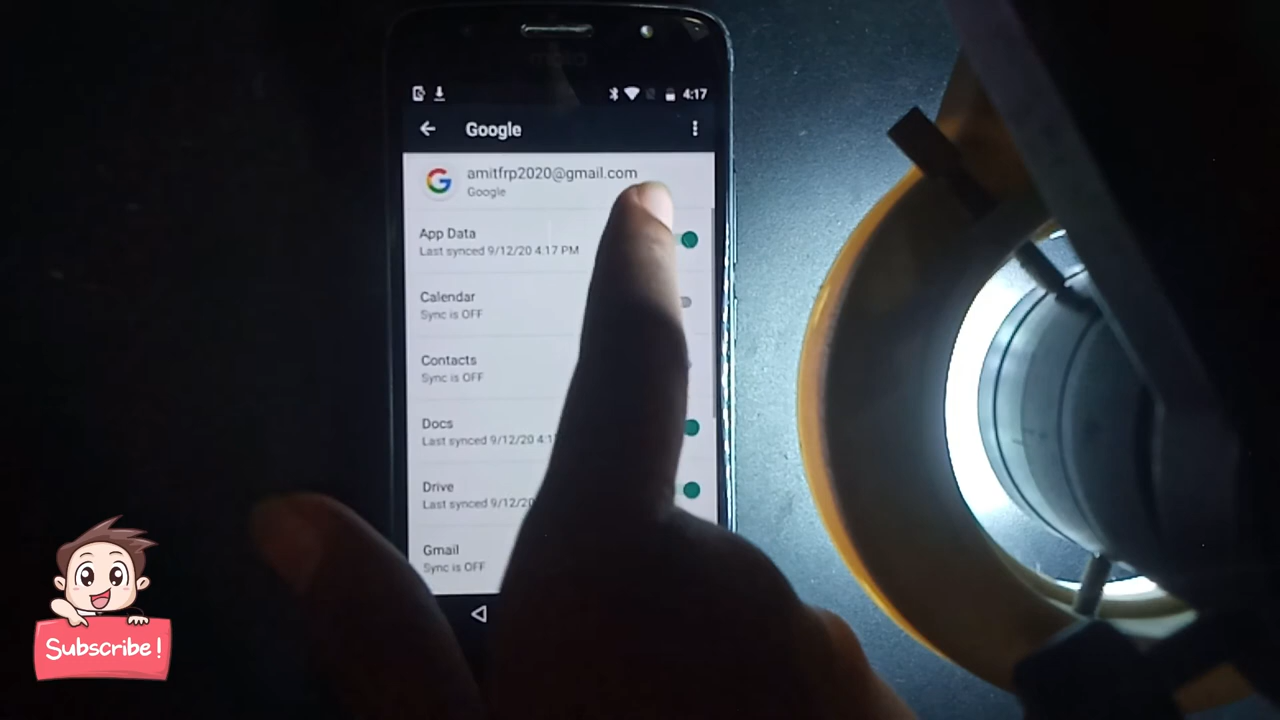 4:17
Google
amitfrp2020@gmail.com
Google
App Data
Last synced 9/12/20 4:17 PM
Calendar
Sync is OFF
Contacts
Sync is OFF
Docs
Last synced 9/12/20
Drive
Last synced 9/12/20
Gmail
Sync is OFF
Subscribe!